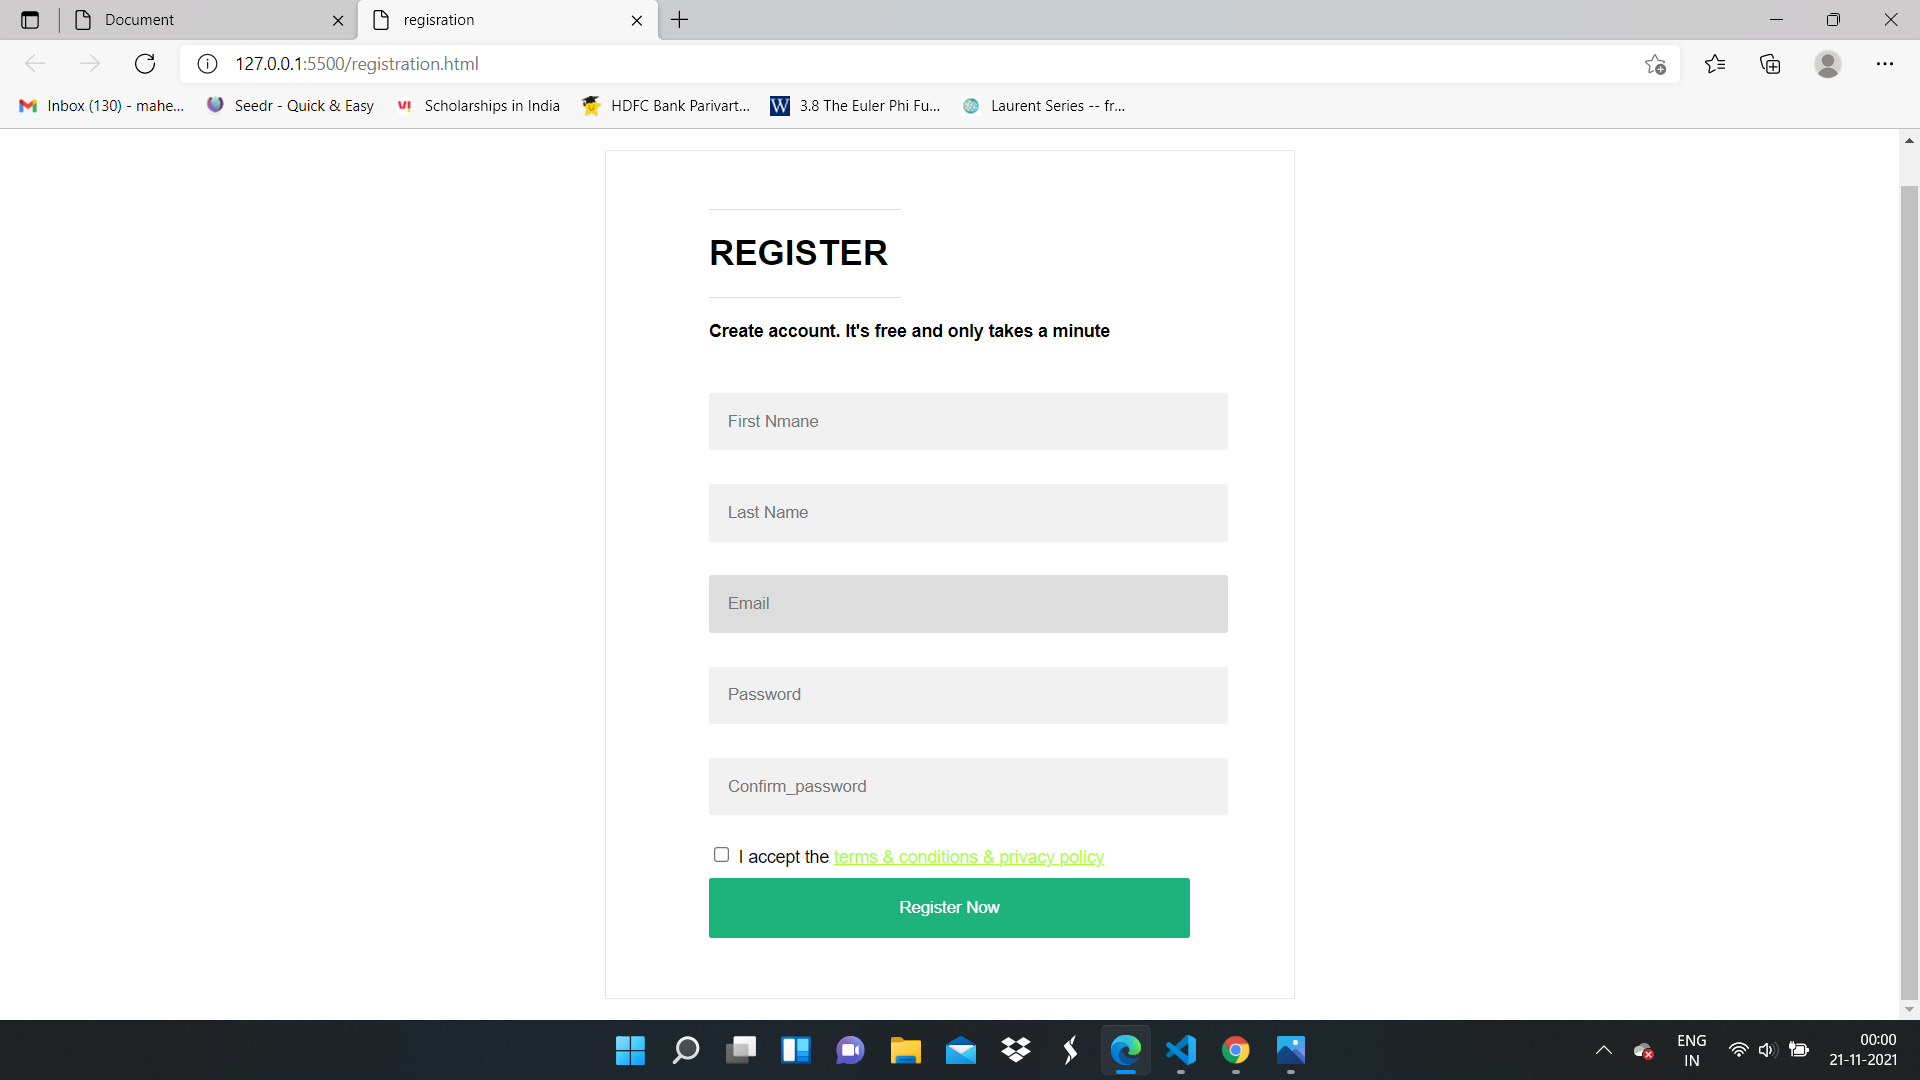 Document
regisration
127.0.0.1:5500/registration.html
Inbox (130) - mahe...
Seedr - Quick & Easy
VI
Scholarships in India
HDFC Bank Parivart...
W
3.8 The Euler Phi Fu...
Laurent Series -- fr...
REGISTER
Create account. It's free and only takes a minute
First Nmane
Last Name
Email
Password
Confirm_password
I accept the terms & conditions & privacy policy
Register Now
ENG
IN
00:00
21-11-2021